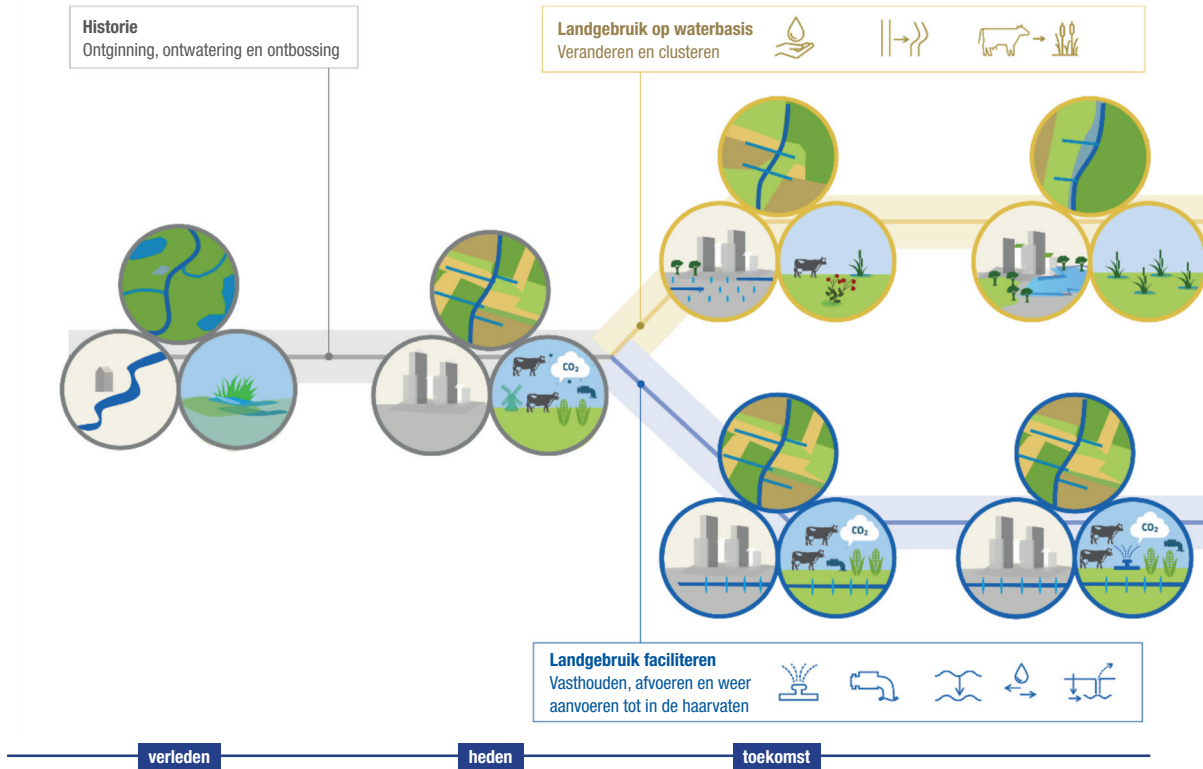 Historie
Ontginning, ontwatering en ontbossing
Landgebruik op waterbasis
Veranderen en clusteren
CO₂
CO₂
CO₂
Landgebruik faciliteren
Vasthouden, afvoeren en weer
aanvoeren tot in de haarvaten
verleden
heden
toekomst